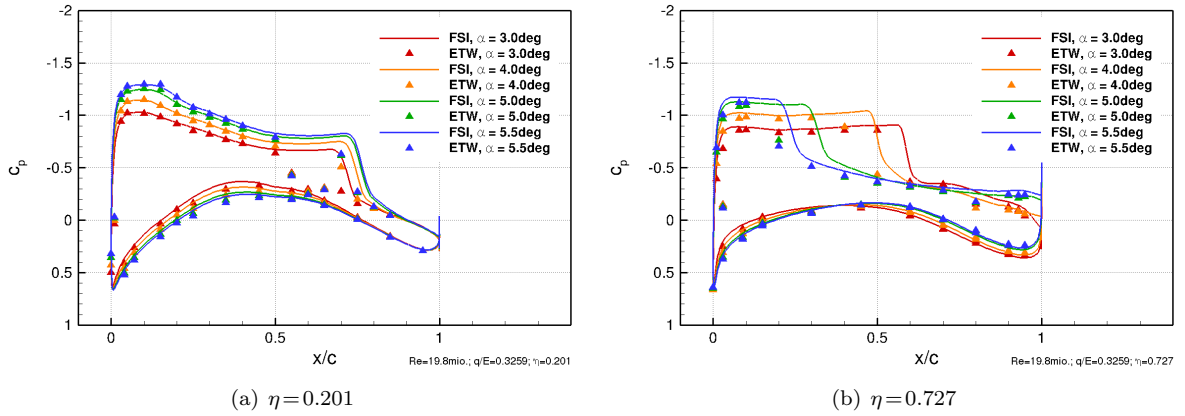 -2
-1.5
-1
-0.5
0
0.5
1
Cp
0
0.5
1
x/c
FSI, α = 3.0deg
ETW, α = 3.0deg
FSI, α = 4.0deg
ETW, α = 4.0deg
FSI, α = 5.0deg
ETW, α = 5.0deg
FSI, α = 5.5deg
ETW, α = 5.5deg
Re=19.8mio.; q/E=0.3259; η=0.201
(a) η=0.201
-2
-1.5
-1
-0.5
0
0.5
1
Cp
0
0.5
1
x/c
FSI, α = 3.0deg
ETW, α = 3.0deg
FSI, α = 4.0deg
ETW, α = 4.0deg
FSI, α = 5.0deg
ETW, α = 5.0deg
FSI, α = 5.5deg
ETW, α = 5.5deg
Re=19.8mio.; q/E=0.3259; η=0.727
(b) η=0.727